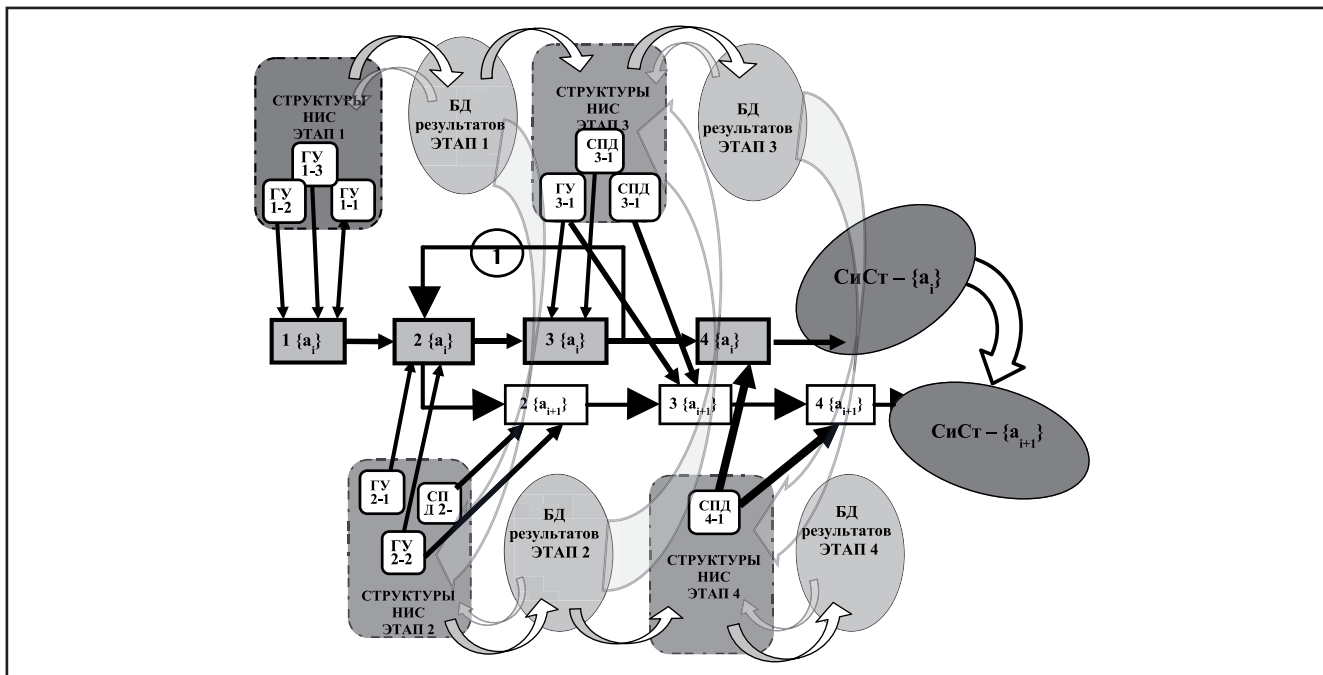 СТРУКТУРЫ
НИС
ЭТАП 1
ГУ
1-3
ГУ
1-2
ГУ
1-1
БД
результатов
ЭТАП 1
СТРУКТУРЫ
НИС
ЭТАП 3
СПД
3-1
ГУ
3-1
СПД
3-1
БД
результатов
ЭТАП 3
1
СиСт – {ai}
1 {ai}
2 {ai}
3 {ai}
4 {ai}
2 {ai+1}
3 {ai+1}
4 {ai+1}
СиСт – {ai+1}
ГУ
2-1
СП
Д 2-
ГУ
2-2
СТРУКТУРЫ
НИС
ЭТАП 2
БД
результатов
ЭТАП 2
СПД
4-1
СТРУКТУРЫ
НИС
ЭТАП 4
БД
результатов
ЭТАП 4